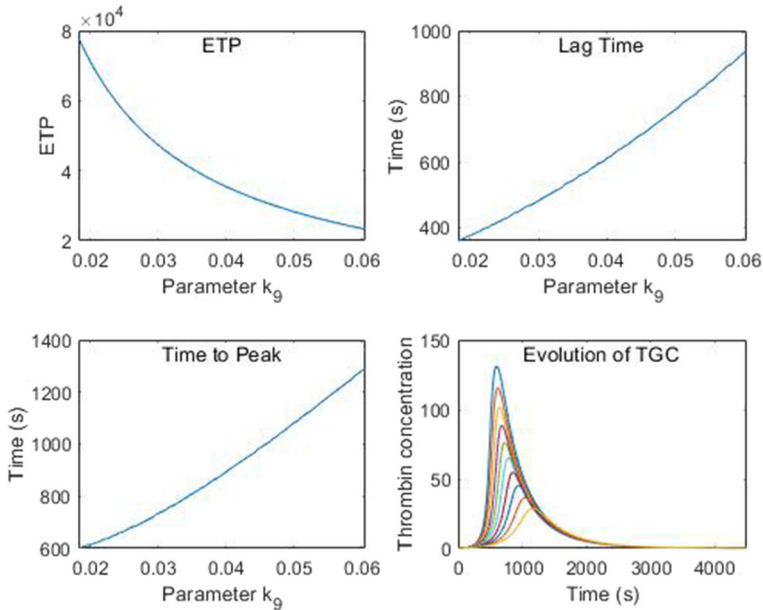 ×10⁴
ETP
8
6
4
2
ETP
0.02 0.03 0.04 0.05 0.06
Parameter k₉
Lag Time
1000
800
600
400
Time (s)
0.02 0.03 0.04 0.05 0.06
Parameter k₉
Time to Peak
1400
1200
1000
800
600
Time (s)
0.02 0.03 0.04 0.05 0.06
Parameter k₉
Evolution of TGC
150
100
50
0
Thrombin concentration
0 1000 2000 3000 4000
Time (s)